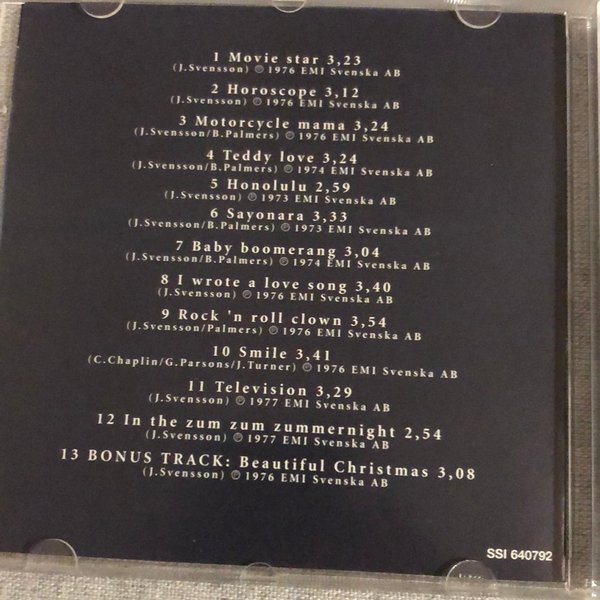 1 Movie star 3,23
(J.Svensson) ℗ 1976 EMI Svenska AB
2 Horoscope 3,12
(J.Svensson) ℗ 1976 EMI Svenska AB
3 Motorcycle mama 3,24
(J.Svensson/B.Palmers) ℗ 1976 EMI Svenska AB
4 Teddy love 3,24
(J.Svensson/B.Palmers) ℗ 1974 EMI Svenska AB
5 Honolulu 2,59
(J.Svensson) ℗ 1973 EMI Svenska AB
6 Sayonara 3,33
(J.Svensson/B.Palmers) ℗ 1973 EMI Svenska AB
7 Baby boomerang 3,04
(J.Svensson/B.Palmers) ℗ 1974 EMI Svenska AB
8 I wrote a love song 3,40
(J.Svensson) ℗ 1976 EMI Svenska AB
9 Rock 'n roll clown 3,54
(J.Svensson/Palmers) ℗ 1976 EMI Svenska AB
10 Smile 3,41
(C.Chaplin/G.Parsons/J.Turner) ℗ 1976 EMI Svenska AB
11 Television 3,29
(J.Svensson) ℗ 1977 EMI Svenska AB
12 In the zum zum zummernight 2,54
(J.Svensson) ℗ 1977 EMI Svenska AB
13 BONUS TRACK: Beautiful Christmas 3,08
(J.Svensson) ℗ 1976 EMI Svenska AB
SSI 640792